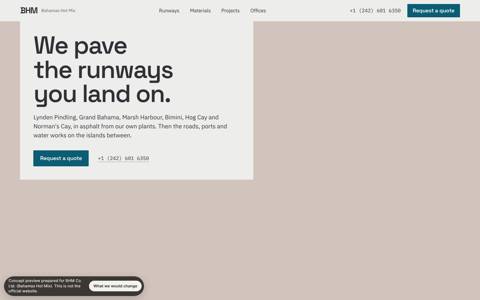 BHM Bahamas Hot Mix Runways Materials Projects Offices +1 (242) 601 6350 Request a quote
We pave
the runways
you land on.
Lynden Pindling, Grand Bahama, Marsh Harbour, Bimini, Hog Cay and
Norman's Cay, in asphalt from our own plants. Then the roads, ports and
water works on the islands between.
Request a quote +1 (242) 601 6350
Concept preview prepared for BHM Co.
Ltd. (Bahamas Hot Mix). This is not the
official website.
What we would change